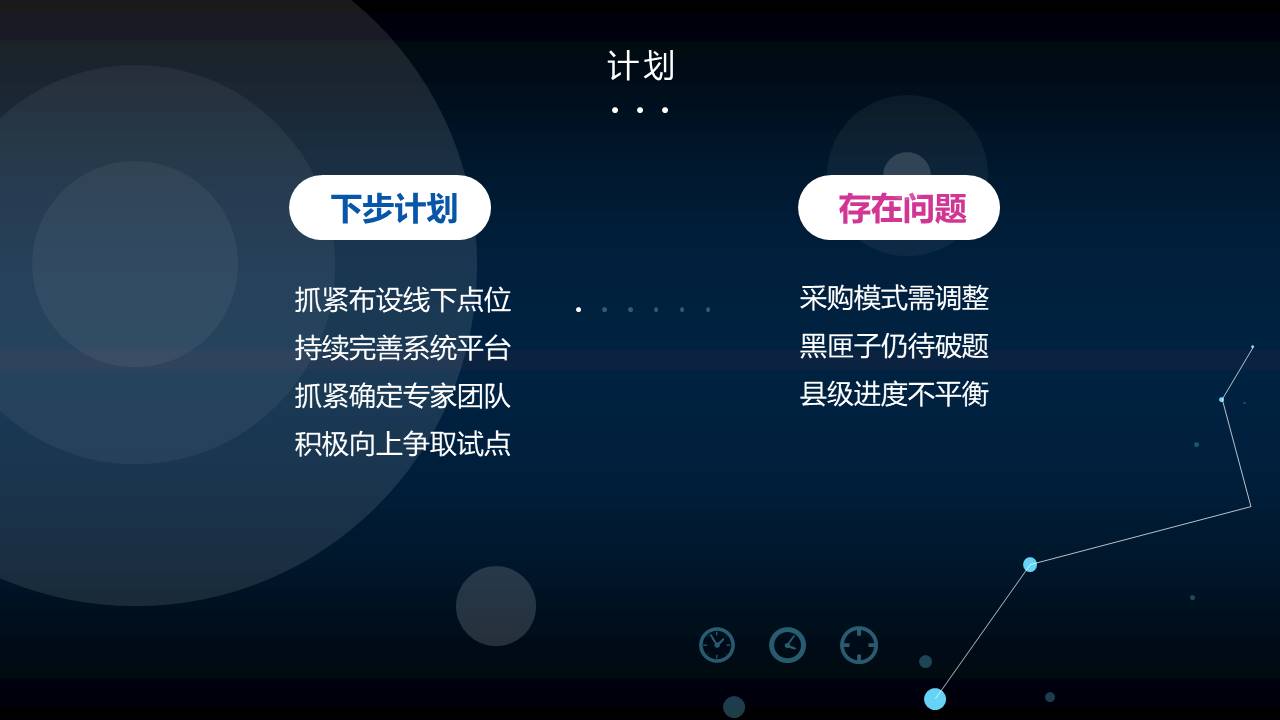 计划
下步计划
抓紧布设线下点位
持续完善系统平台
抓紧确定专家团队
积极向上争取试点
存在问题
采购模式需调整
黑匣子仍待破题
县级进度不平衡